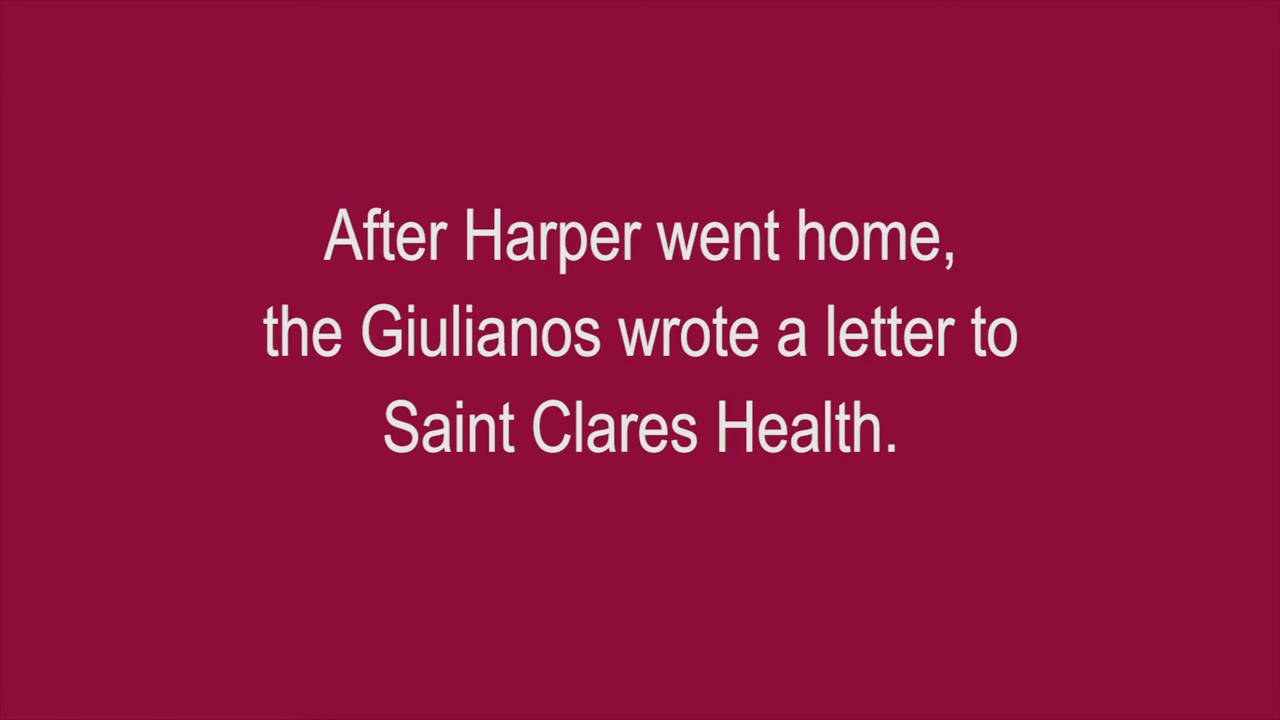 After Harper went home,
the Giulianos wrote a letter to
Saint Clares Health.